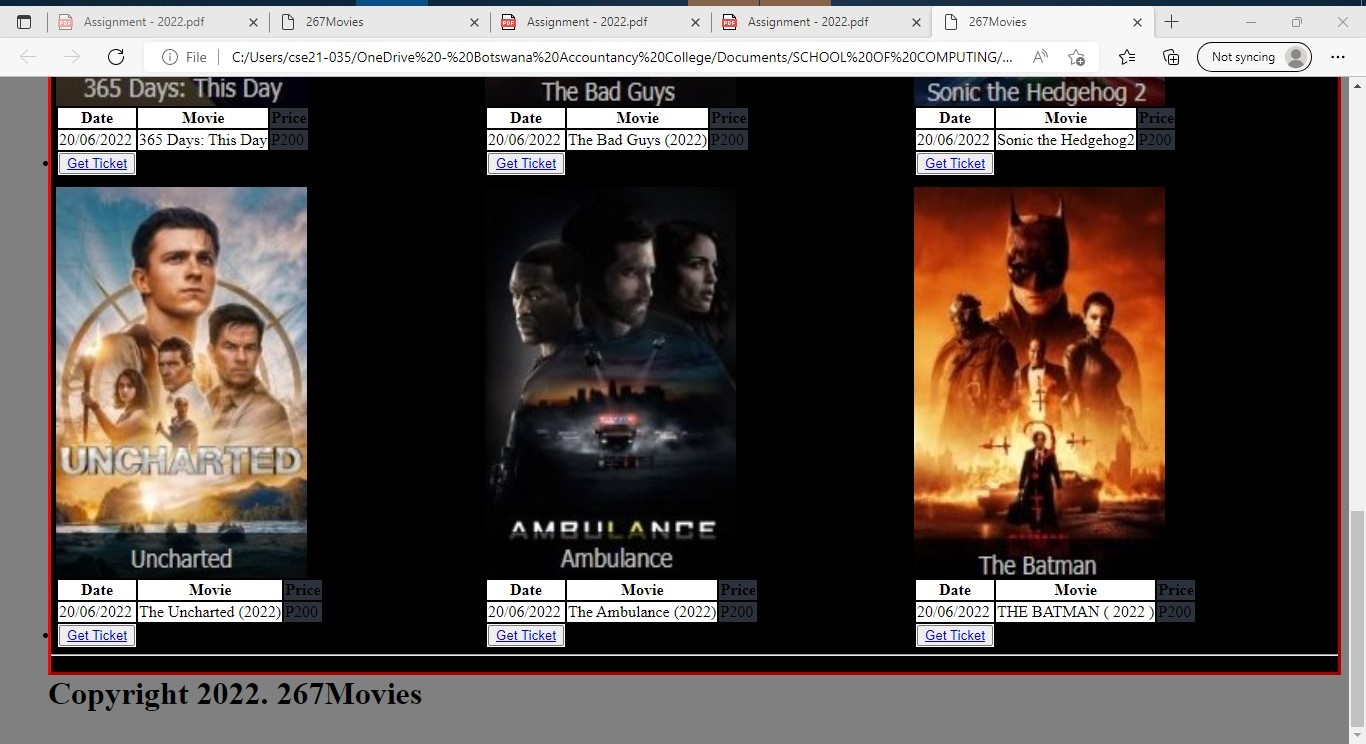 Assignment - 2022.pdf
267Movies
Assignment - 2022.pdf
Assignment - 2022.pdf
267Movies
File
C:/Users/cse21-035/OneDrive%20-%20Botswana%20Accountancy%20College/Documents/SCHOOL%20OF%20COMPUTING/...
Not syncing
365 Days: This Day
The Bad Guys
Sonic the Hedgehog 2
Date Movie Price
20/06/2022 365 Days: This Day P200
Get Ticket
Date Movie Price
20/06/2022 The Bad Guys (2022) P200
Get Ticket
Date Movie Price
20/06/2022 Sonic the Hedgehog2 P200
Get Ticket
UNCHARTED
Uncharted
AMBULANCE
Ambulance
The Batman
Date Movie Price
20/06/2022 The Uncharted (2022) P200
Get Ticket
Date Movie Price
20/06/2022 The Ambulance (2022) P200
Get Ticket
Date Movie Price
20/06/2022 THE BATMAN ( 2022 ) P200
Get Ticket
Copyright 2022. 267Movies